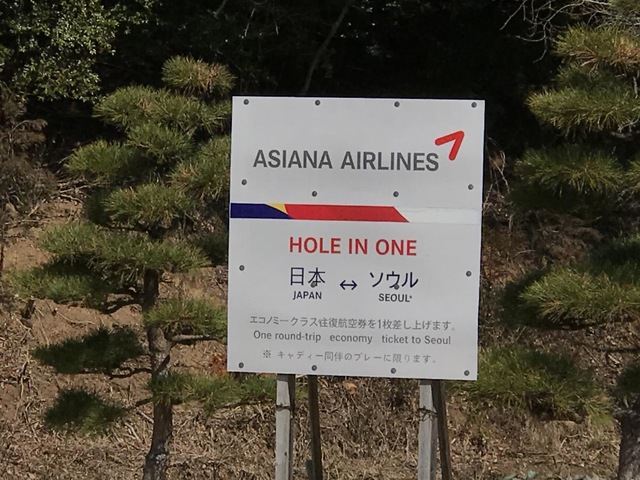 ASIANA AIRLINES
HOLE IN ONE
日本 ↔ ソウル
JAPAN SEOUL
エコノミークラス往復航空券を1枚差し上げます。
One round-trip economy ticket to Seoul
※ キャディー同伴のプレーに限ります。